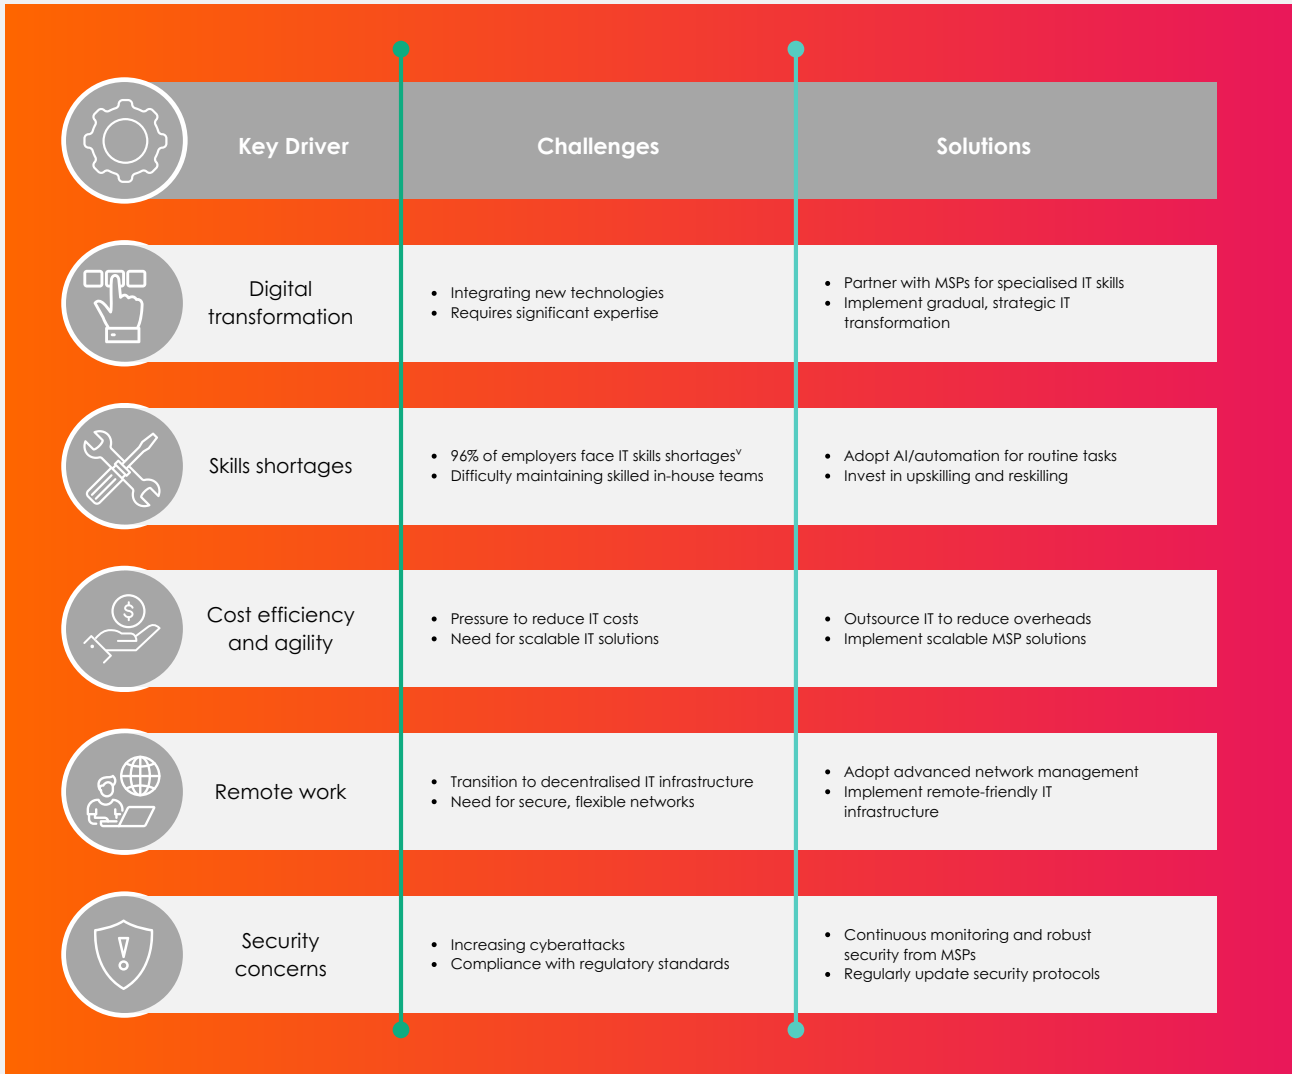 Key Driver
Challenges
Solutions
Digital
transformation
• Integrating new technologies
• Requires significant expertise
• Partner with MSPs for specialised IT skills
• Implement gradual, strategic IT
transformation
Skills shortages
• 96% of employers face IT skills shortagesᵛ
• Difficulty maintaining skilled in-house teams
• Adopt AI/automation for routine tasks
• Invest in upskilling and reskilling
Cost efficiency
and agility
• Pressure to reduce IT costs
• Need for scalable IT solutions
• Outsource IT to reduce overheads
• Implement scalable MSP solutions
Remote work
• Transition to decentralised IT infrastructure
• Need for secure, flexible networks
• Adopt advanced network management
• Implement remote-friendly IT
infrastructure
Security
concerns
• Increasing cyberattacks
• Compliance with regulatory standards
• Continuous monitoring and robust
security from MSPs
• Regularly update security protocols